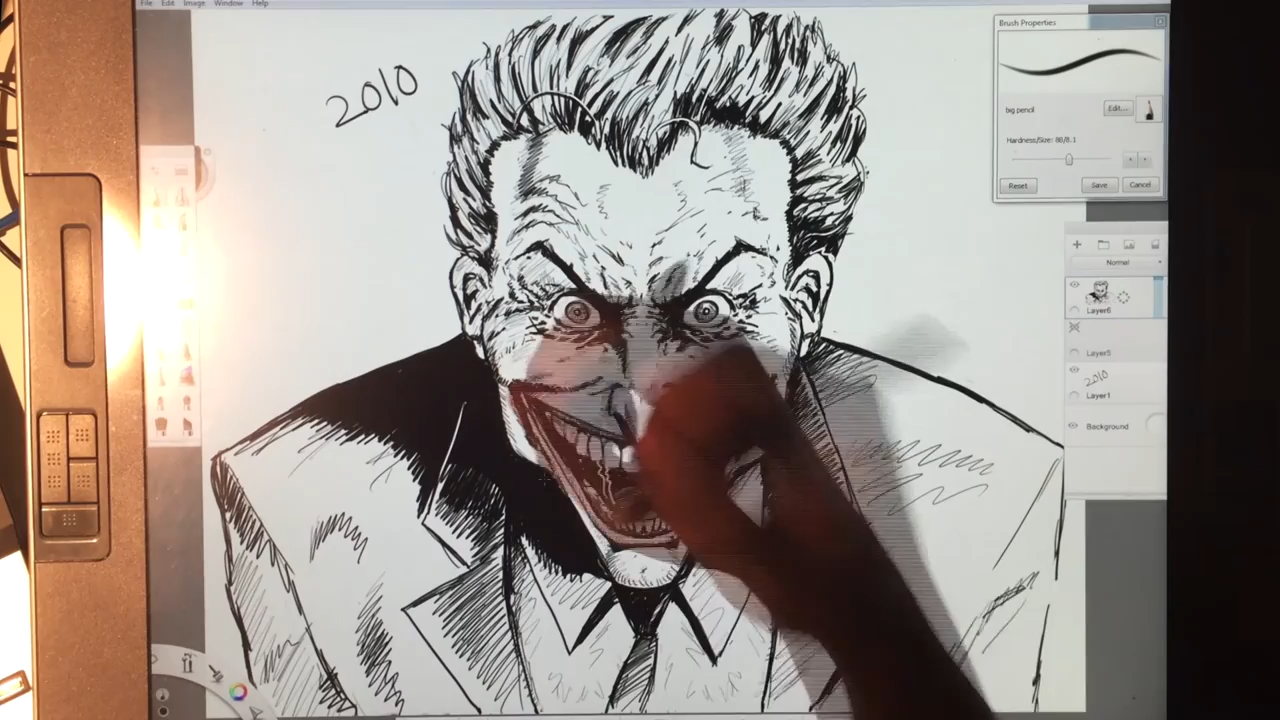 File Edit Image Window Help
2010
Brush Properties
big pencil
Edit...
Hardness/Size: 80/8.1
Reset Save Cancel
Normal
Layer6
Layer5
2010
Layer1
Background